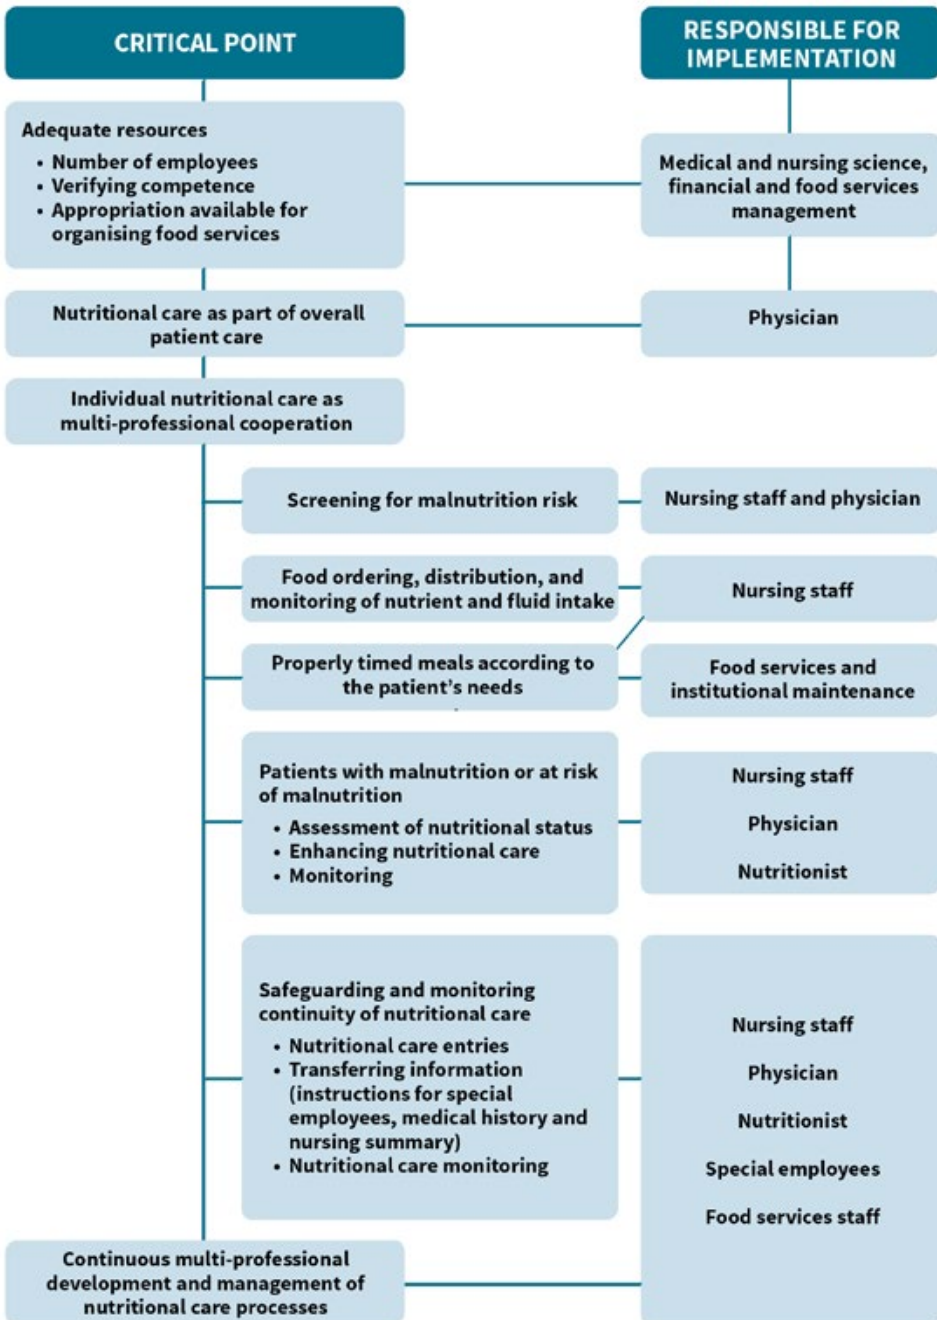 CRITICAL POINT
RESPONSIBLE FOR
IMPLEMENTATION
Adequate resources
• Number of employees
• Verifying competence
• Appropriation available for
organising food services
Medical and nursing science,
financial and food services
management
Nutritional care as part of overall
patient care
Physician
Individual nutritional care as
multi-professional cooperation
Screening for malnutrition risk
Nursing staff and physician
Food ordering, distribution, and
monitoring of nutrient and fluid intake
Nursing staff
Properly timed meals according to
the patient's needs
Food services and
institutional maintenance
Patients with malnutrition or at risk
of malnutrition
• Assessment of nutritional status
• Enhancing nutritional care
• Monitoring
Nursing staff
Physician
Nutritionist
Safeguarding and monitoring
continuity of nutritional care
• Nutritional care entries
• Transferring information
(instructions for special
employees, medical history and
nursing summary)
• Nutritional care monitoring
Nursing staff
Physician
Nutritionist
Special employees
Food services staff
Continuous multi-professional
development and management of
nutritional care processes